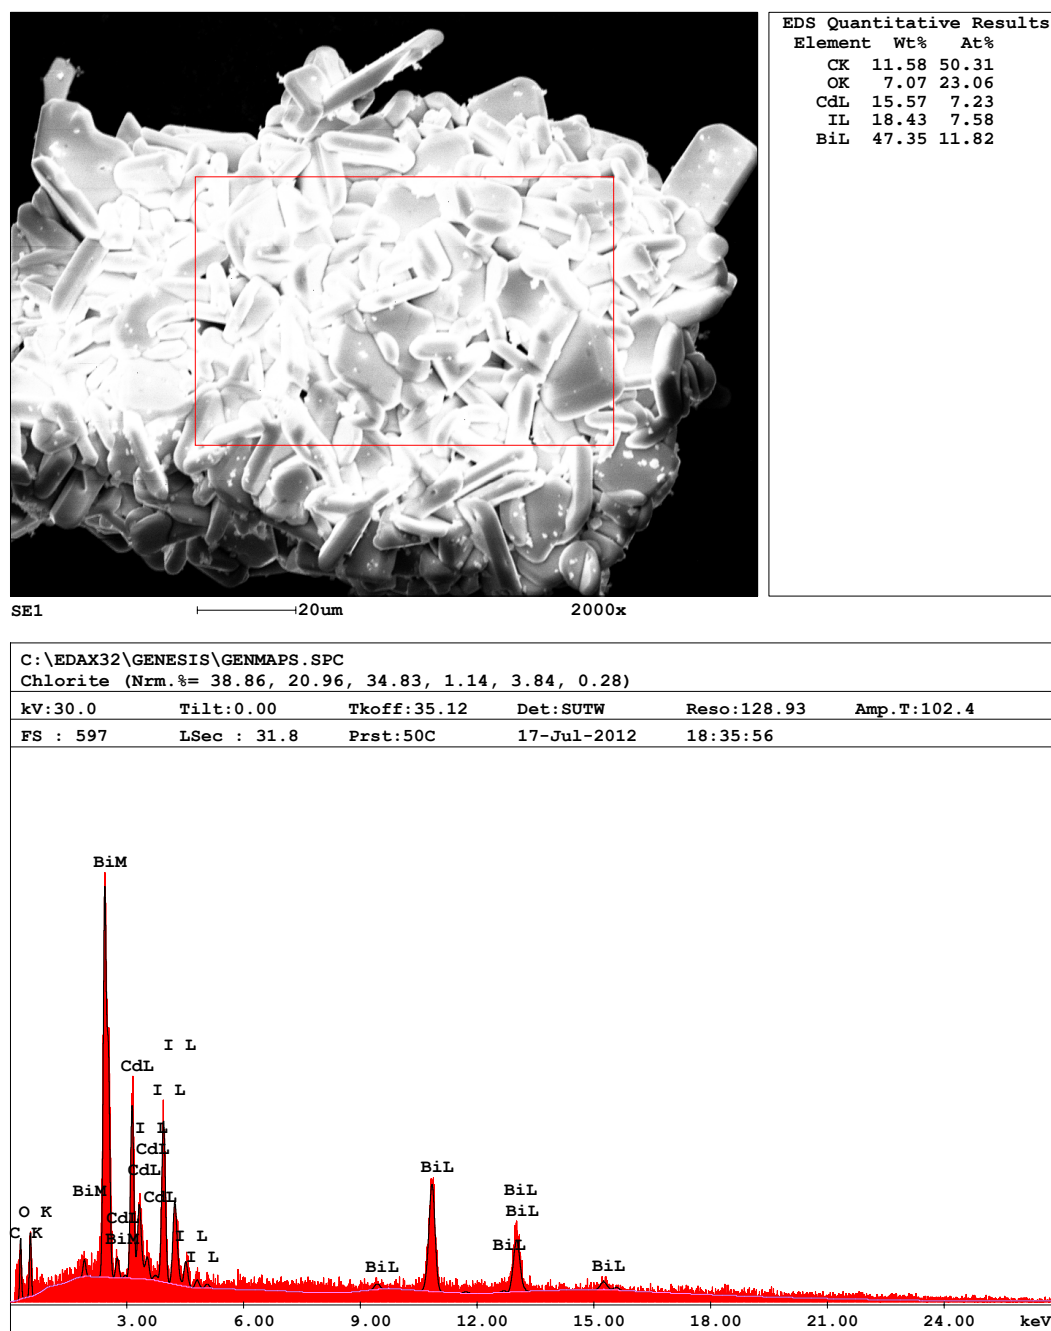 EDS Quantitative Results
Element Wt% At%
CK 11.58 50.31
OK 7.07 23.06
CdL 15.57 7.23
IL 18.43 7.58
BiL 47.35 11.82
SE1 20um 2000x
C:\EDAX32\GENESIS\GENMAPS.SPC
Chlorite (Nrm.%= 38.86, 20.96, 34.83, 1.14, 3.84, 0.28)
kV:30.0 Tilt:0.00 Tkoff:35.12 Det:SUTW Reso:128.93 Amp.T:102.4
FS : 597 LSec : 31.8 Prst:50C 17-Jul-2012 18:35:56
BiM
I L
CdL
I L
I L
CdL
CdL
BiL
BiM
CdL
BiL
O K
BiL
CdL
C K
BiM
I L
BiL
I L
BiL
BiL
3.00 6.00 9.00 12.00 15.00 18.00 21.00 24.00 keV